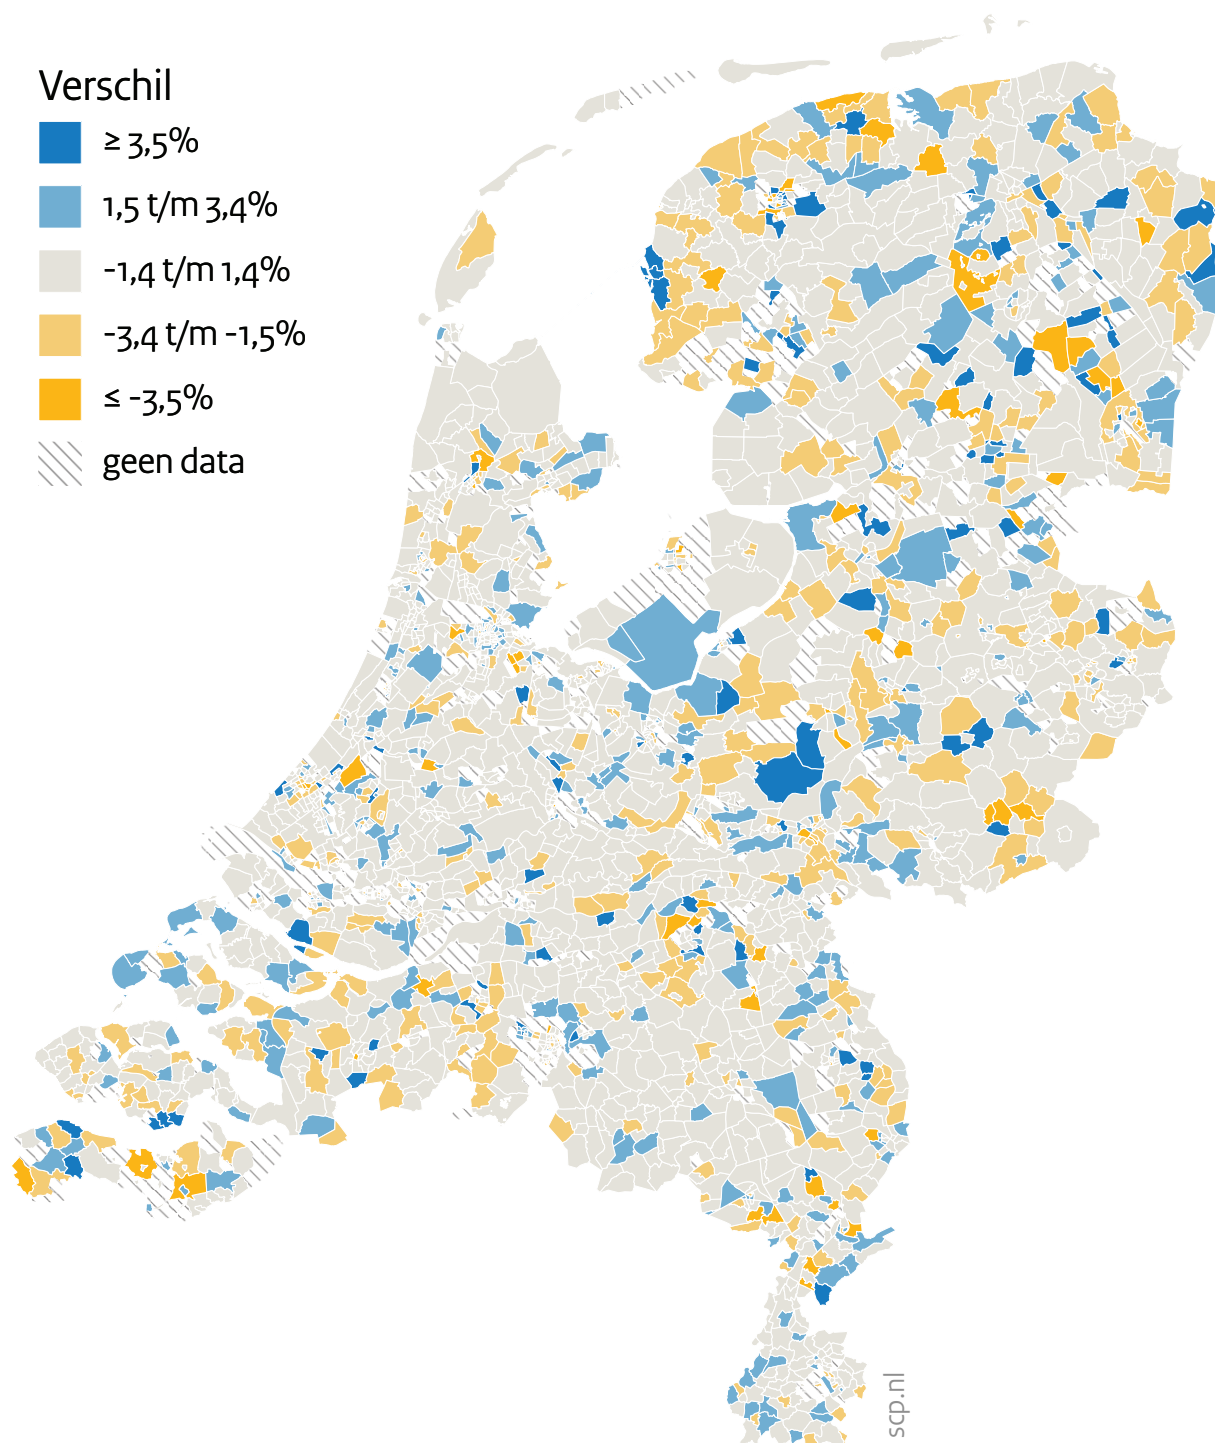 Verschil
≥ 3,5%
1,5 t/m 3,4%
-1,4 t/m 1,4%
-3,4 t/m -1,5%
≤ -3,5%
geen data
scp.nl